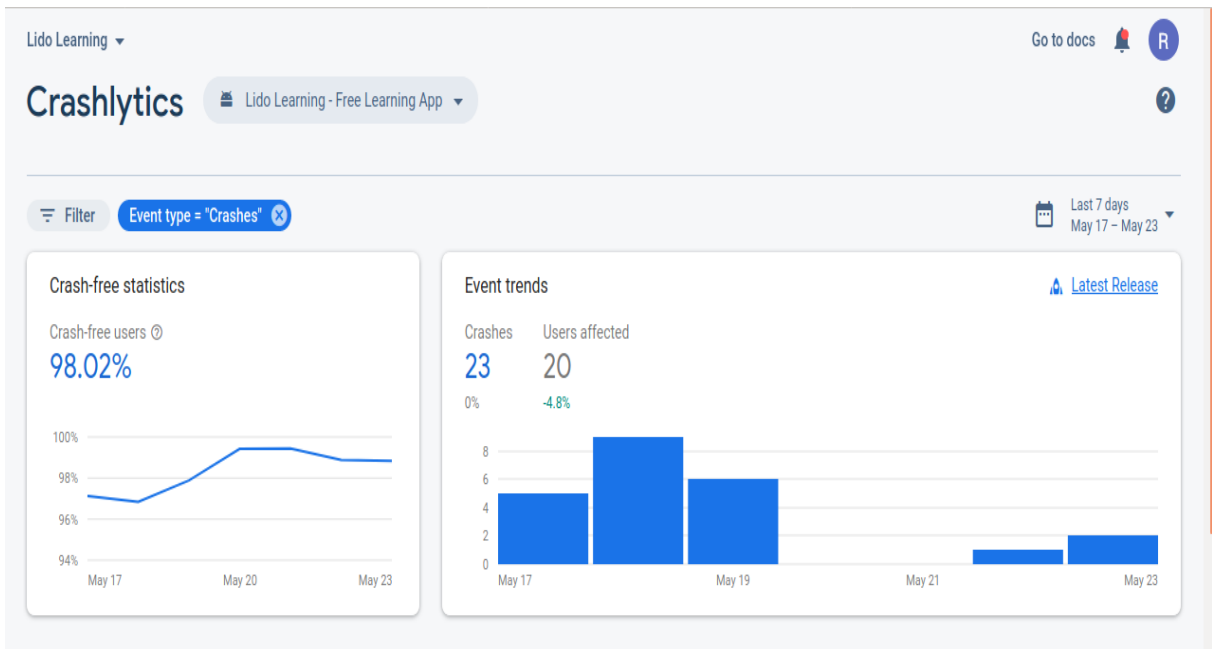 Lido Learning
Go to docs
R
Crashlytics
Lido Learning - Free Learning App
?
Filter
Event type = "Crashes"
Last 7 days
May 17 – May 23
Crash-free statistics
Crash-free users
98.02%
100%
98%
96%
94%
May 17 May 20 May 23
Event trends
Latest Release
Crashes Users affected
23 20
0% -4.8%
8
6
4
2
0
May 17 May 19 May 21 May 23